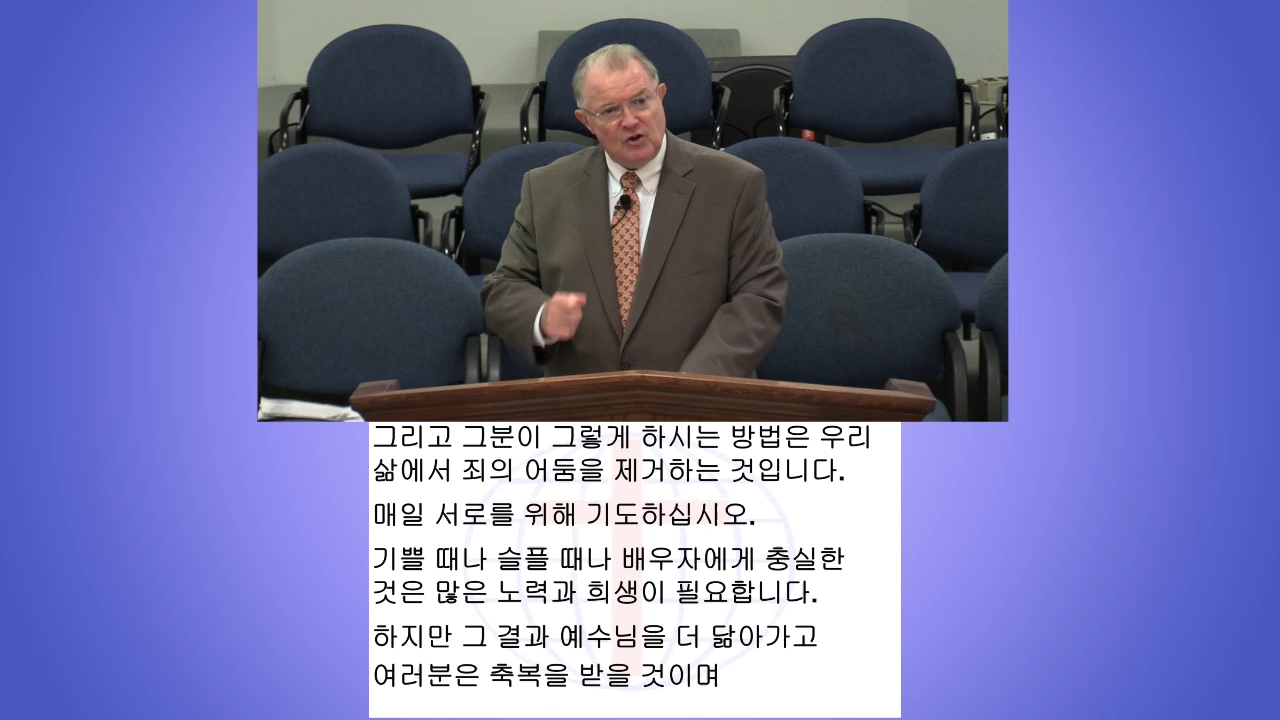 그리고 그분이 그렇게 하시는 방법은 우리
삶에서 죄의 어둠을 제거하는 것입니다.
매일 서로를 위해 기도하십시오.
기쁠 때나 슬플 때나 배우자에게 충실한
것은 많은 노력과 희생이 필요합니다.
하지만 그 결과 예수님을 더 닮아가고
여러분은 축복을 받을 것이며